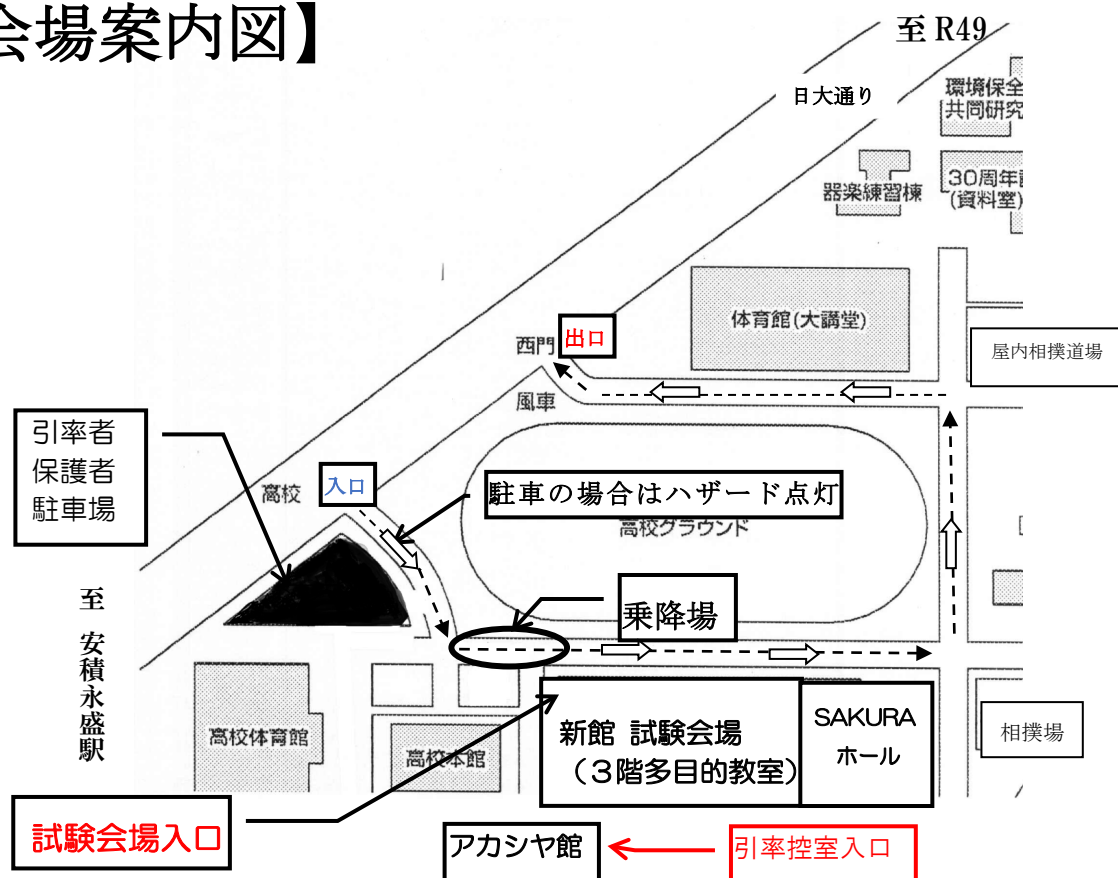 会場案内図】
至 R49
日大通り
環境保全
共同研究
器楽練習棟
30周年
(資料室)
体育館(大講堂)
屋内相撲道場
西門
出口
風車
引率者
保護者
駐車場
高校
入口
駐車の場合はハザード点灯
高校グラウンド
乗降場
至 安積永盛駅
高校体育館
高校本館
新館 試験会場
(3階多目的教室)
SAKURA
ホール
相撲場
試験会場入口
アカシヤ館
引率控室入口